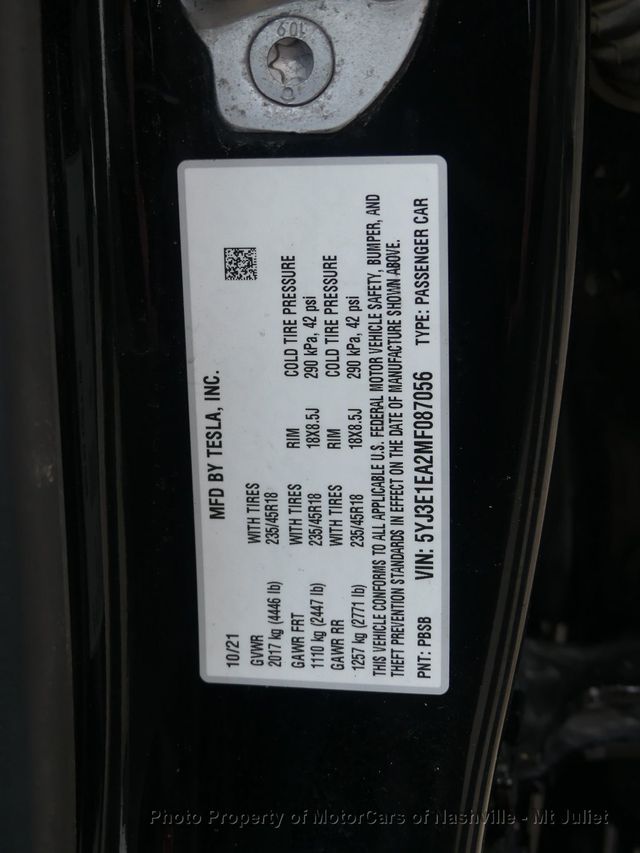 109
MFD BY TESLA, INC.
10/21
GVWR WITH TIRES
2017 kg (4446 lb) 235/45R18
GAWR FRT WITH TIRES RIM COLD TIRE PRESSURE
1110 kg (2447 lb) 235/45R18 18X8.5J 290 kPa, 42 psi
GAWR RR WITH TIRES RIM COLD TIRE PRESSURE
1257 kg (2771 lb) 235/45R18 18X8.5J 290 kPa, 42 psi
THIS VEHICLE CONFORMS TO ALL APPLICABLE U.S. FEDERAL MOTOR VEHICLE SAFETY, BUMPER, AND
THEFT PREVENTION STANDARDS IN EFFECT ON THE DATE OF MANUFACTURE SHOWN ABOVE.
PNT: PBSB VIN: 5YJ3E1EA2MF087056 TYPE: PASSENGER CAR
Photo Property of MotorCars of Nashville - Mt Juliet